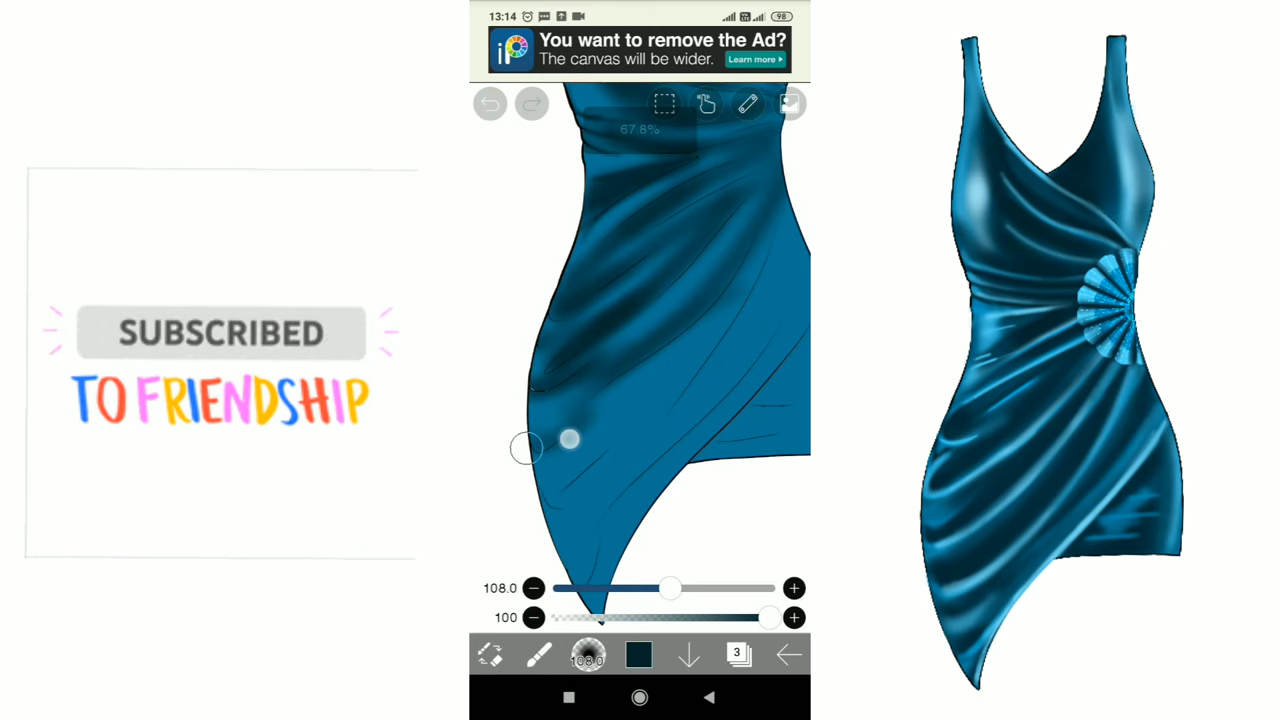 SUBSCRIBED
TO FRIENDSHIP
13:14
98
iP
You want to remove the Ad?
The canvas will be wider.
Learn more
67.8%
108.0
100
108.0
3